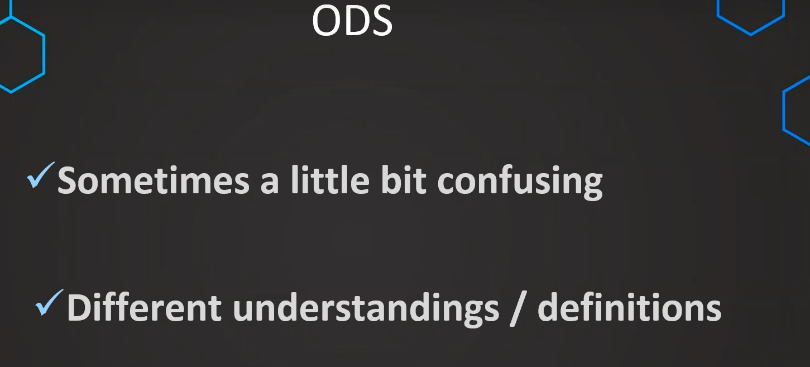 ODS
Sometimes a little bit confusing
Different understandings / definitions